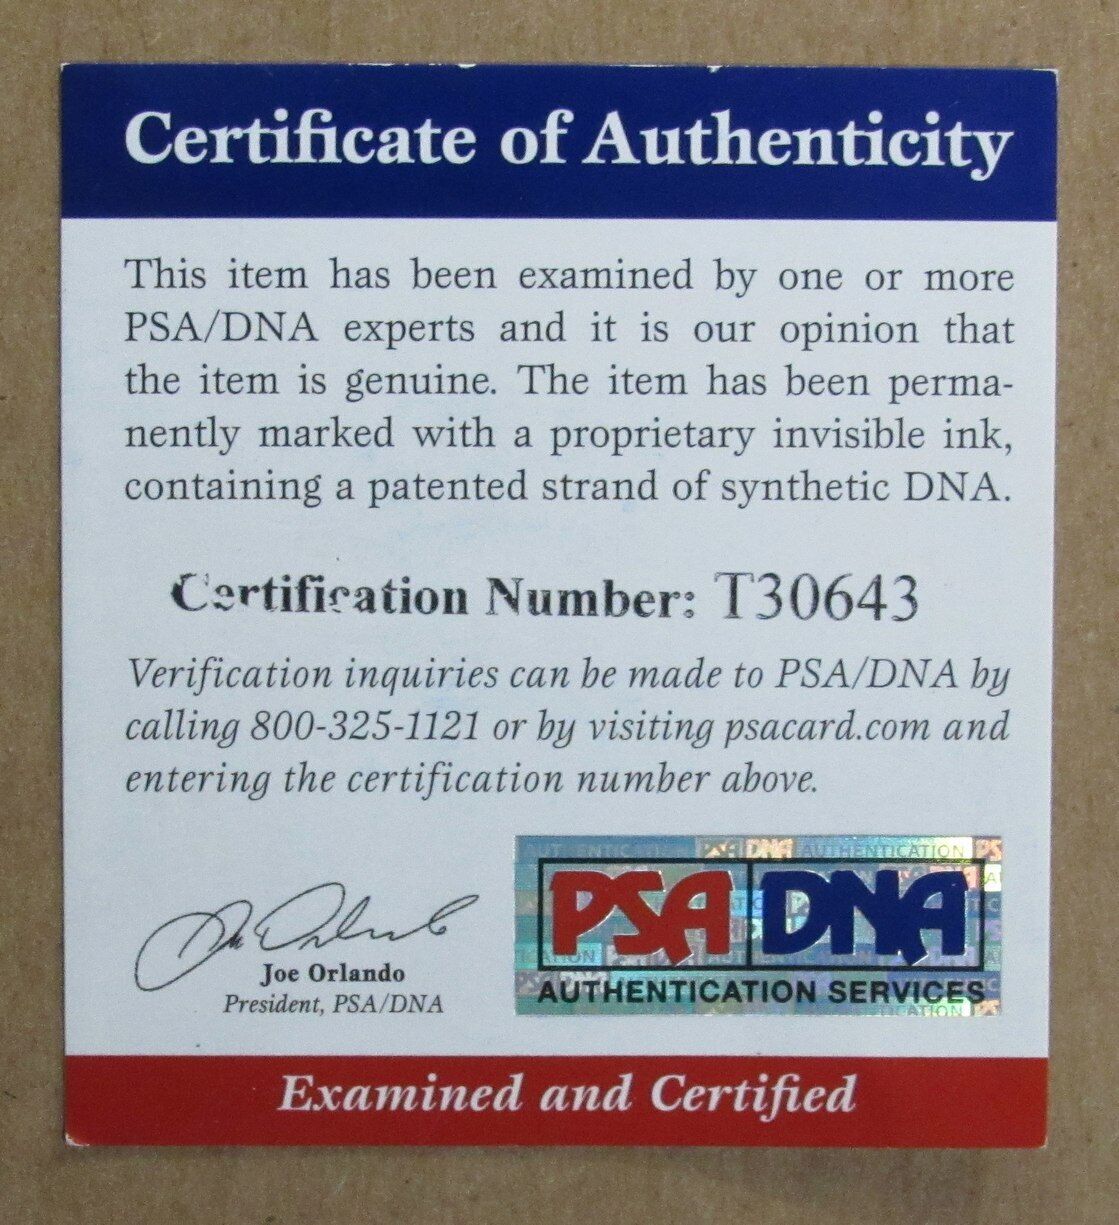 Certificate of Authenticity
This item has been examined by one or more
PSA/DNA experts and it is our opinion that
the item is genuine. The item has been perma-
nently marked with a proprietary invisible ink,
containing a patented strand of synthetic DNA.
Certification Number: T30643
Verification inquiries can be made to PSA/DNA by
calling 800-325-1121 or by visiting psacard.com and
entering the certification number above.
Joe Orlando
President, PSA/DNA
PSA DNA
AUTHENTICATION SERVICES
Examined and Certified